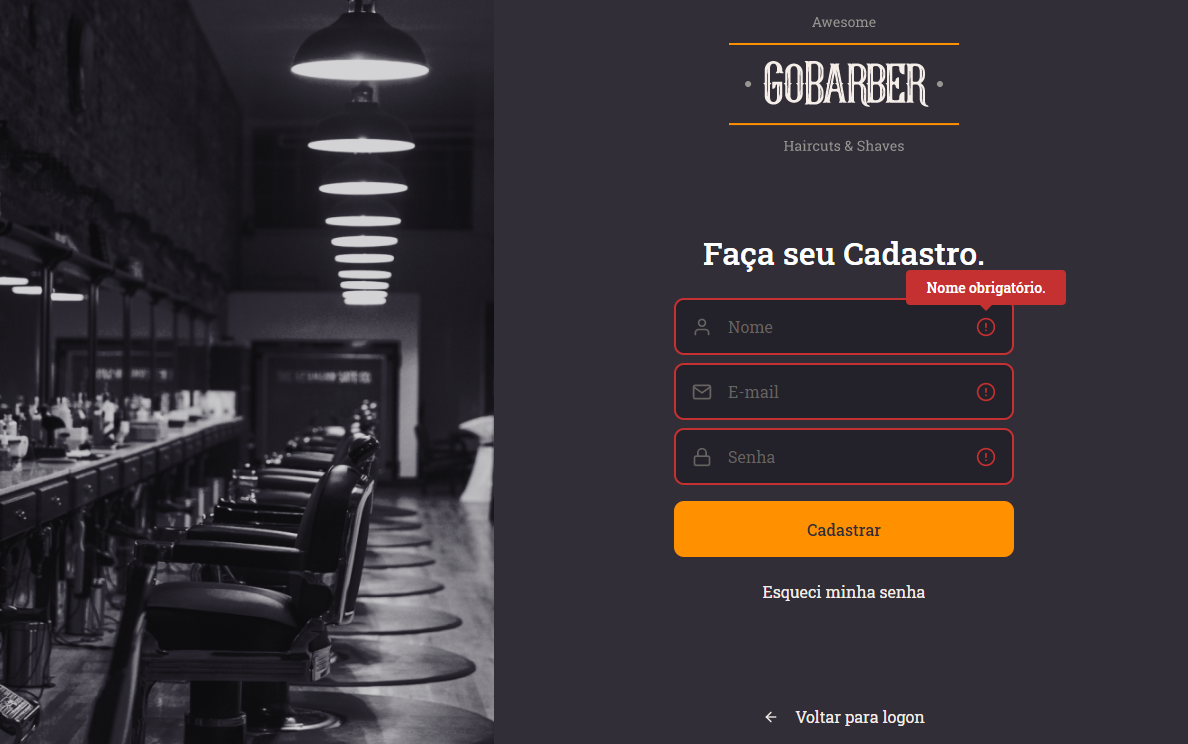 Awesome
GOBARBER
Haircuts & Shaves
Faça seu Cadastro.
Nome obrigatório.
Nome
E-mail
Senha
Cadastrar
Esqueci minha senha
Voltar para logon